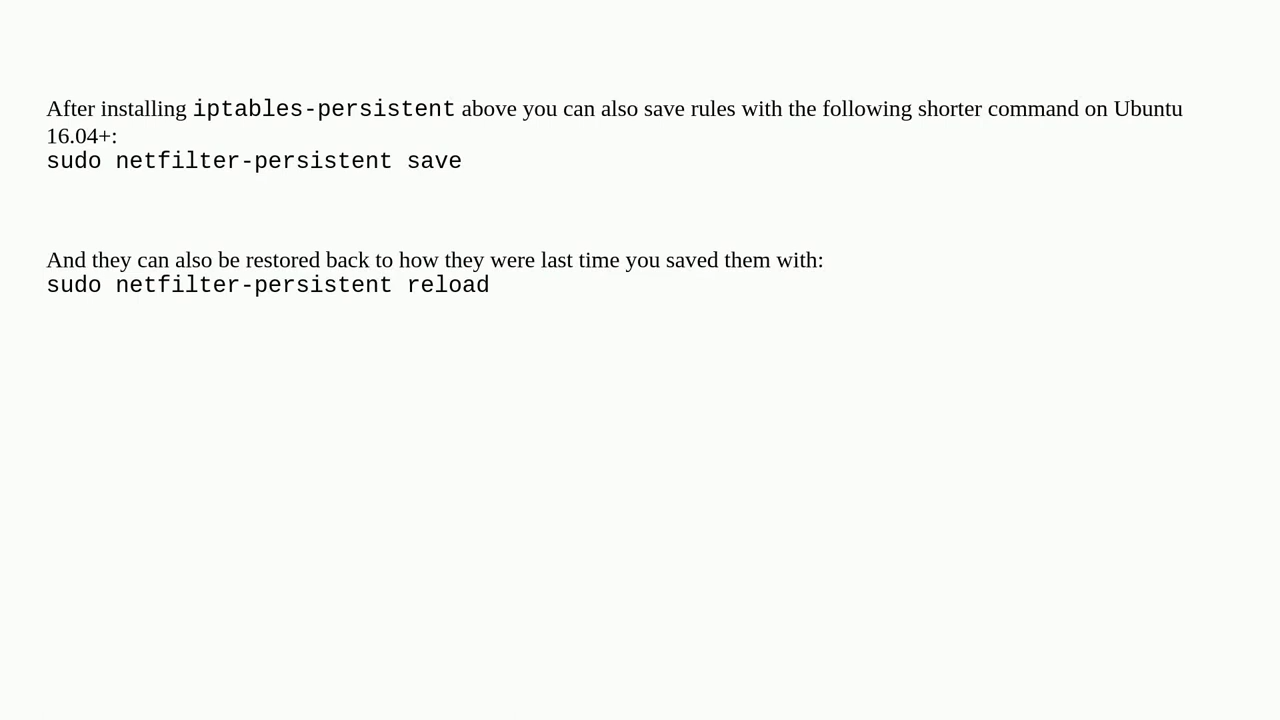 After installing iptables-persistent above you can also save rules with the following shorter command on Ubuntu
16.04+:
sudo netfilter-persistent save
And they can also be restored back to how they were last time you saved them with:
sudo netfilter-persistent reload